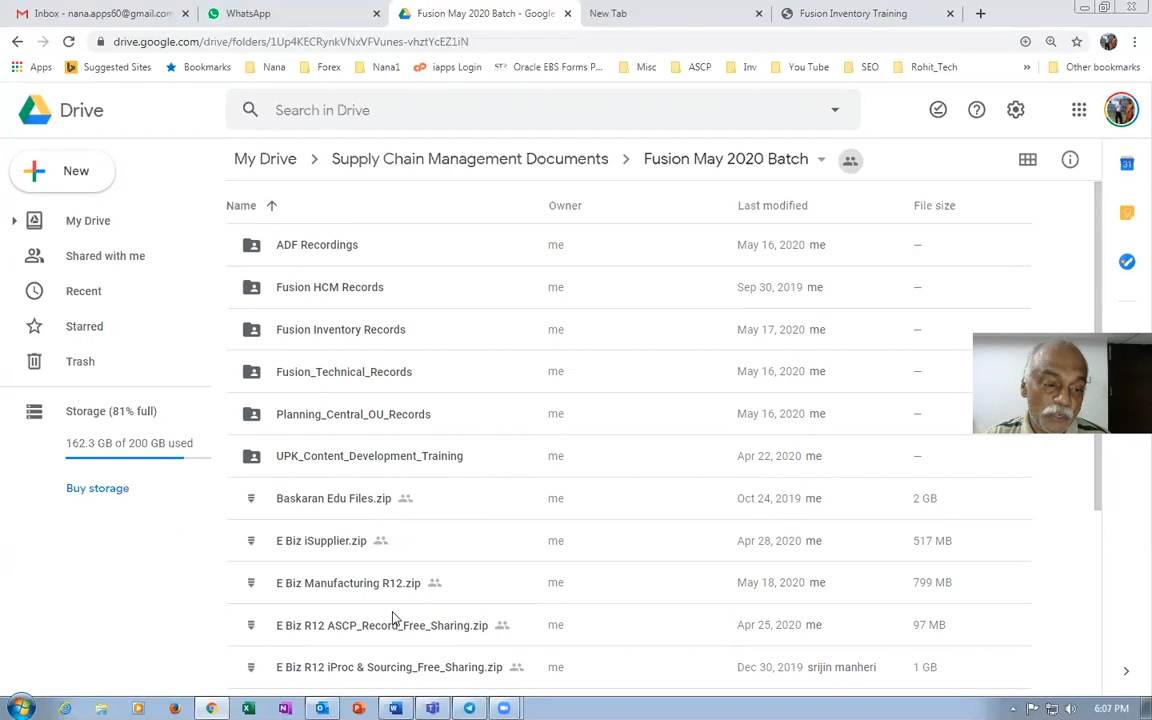 Inbox - nana.apps60@gmail.com
WhatsApp
Fusion May 2020 Batch - Google
New Tab
Fusion Inventory Training
drive.google.com/drive/folders/1Up4KECRynkVNxVFVunes-vhztYcEZ1iN
Apps
Suggested Sites
Bookmarks
Nana
Forex
Nana1
iapps Login
Oracle EBS Forms P...
Misc
ASCP
Inv
You Tube
SEO
Rohit_Tech
»
Other bookmarks
Drive
Search in Drive
New
My Drive > Supply Chain Management Documents > Fusion May 2020 Batch
Name Owner Last modified File size
My Drive
Shared with me
Recent
Starred
Trash
Storage (81% full)
162.3 GB of 200 GB used
Buy storage
ADF Recordings me May 16, 2020 me —
Fusion HCM Records me Sep 30, 2019 me —
Fusion Inventory Records me May 17, 2020 me —
Fusion_Technical_Records me May 16, 2020 me —
Planning_Central_OU_Records me May 16, 2020 me —
UPK_Content_Development_Training me Apr 22, 2020 me —
Baskaran Edu Files.zip me Oct 24, 2019 me 2 GB
E Biz iSupplier.zip me Apr 28, 2020 me 517 MB
E Biz Manufacturing R12.zip me May 18, 2020 me 799 MB
E Biz R12 ASCP_Record_Free_Sharing.zip me Apr 25, 2020 me 97 MB
E Biz R12 iProc & Sourcing_Free_Sharing.zip me Dec 30, 2019 srijin manheri 1 GB
31
6:07 PM